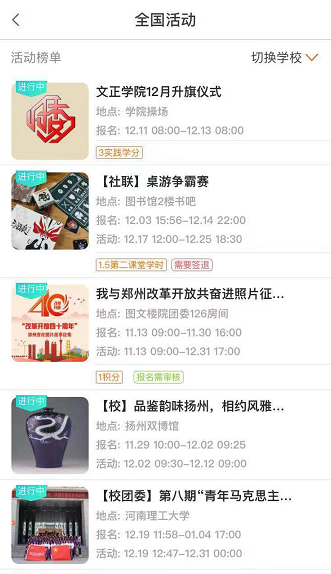 全国活动
活动榜单
切换学校
进行中
文正学院12月升旗仪式
地点: 学院操场
报名: 12.11 08:00-12.13 08:00
3实践学分
进行中
【社联】桌游争霸赛
地点: 图书馆2楼书吧
报名: 12.03 15:56-12.14 22:00
活动: 12.17 12:00-12.25 18:30
1.5第二课堂学时 需要签退
进行中
40
“改革开放四十周年”
我与郑州改革开放共奋进照片征...
地点: 图文楼院团委126房间
报名: 11.13 09:00-11.30 16:00
活动: 11.13 09:00-12.31 17:00
1积分 报名需审核
进行中
【校】品鉴韵味扬州，相约风雅...
地点: 扬州双博馆
报名: 11.29 10:00-12.02 09:25
活动: 12.02 09:30-12.12 09:00
进行中
【校团委】第八期“青年马克思主...
地点: 河南理工大学
报名: 12.19 11:58-01.04 17:00
活动: 12.19 12:47-12.31 00:00